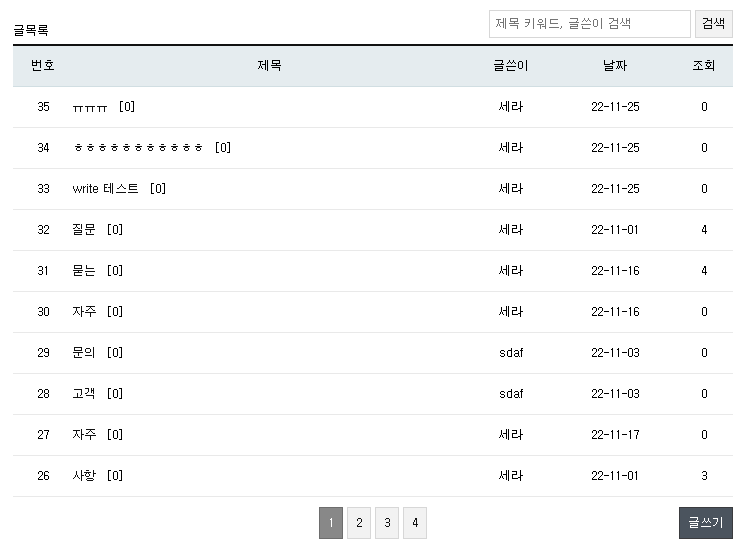 글목록 제목 키워드, 글쓴이 검색 검색
번호 제목 글쓴이 날짜 조회
35 ㅠㅠㅠ [0] 세라 22-11-25 0
34 ㅎㅎㅎㅎㅎㅎㅎㅎㅎㅎㅎ [0] 세라 22-11-25 0
33 write 테스트 [0] 세라 22-11-25 0
32 질문 [0] 세라 22-11-01 4
31 묻는 [0] 세라 22-11-16 4
30 자주 [0] 세라 22-11-16 0
29 문의 [0] sdaf 22-11-03 0
28 고객 [0] sdaf 22-11-03 0
27 자주 [0] 세라 22-11-17 0
26 사항 [0] 세라 22-11-01 3
1 2 3 4 글쓰기